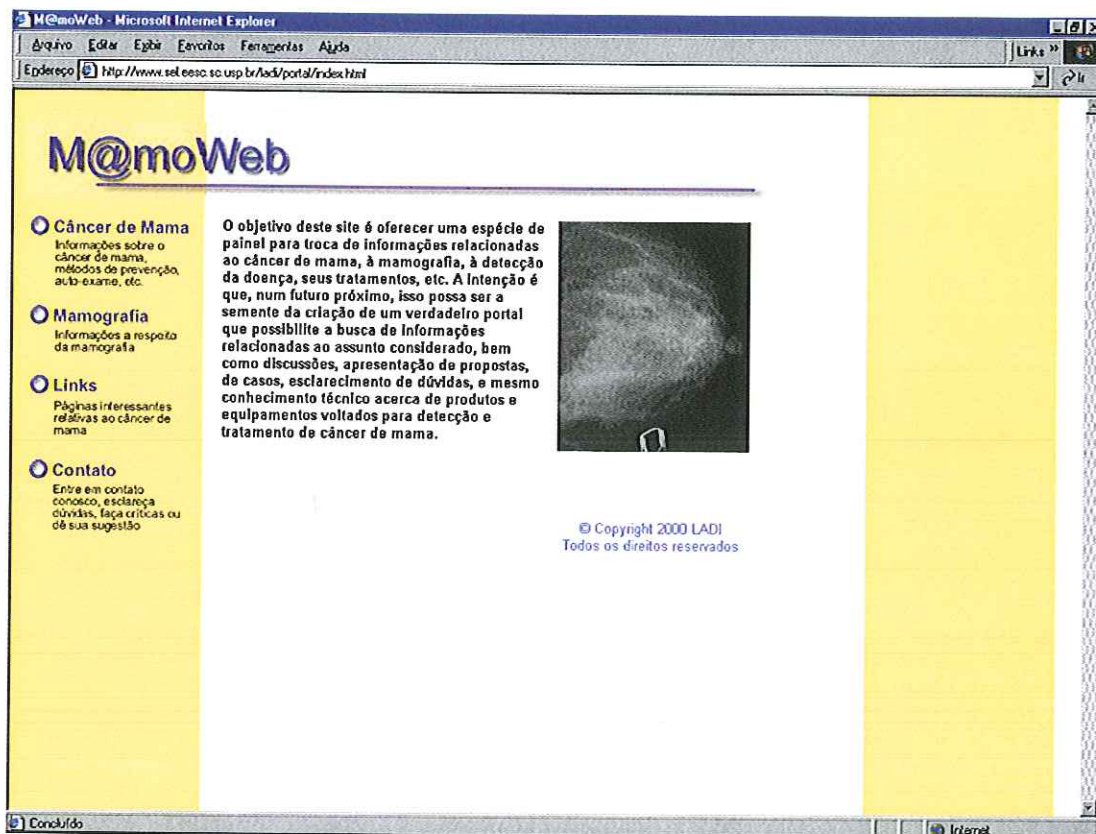 M@moWeb - Microsoft Internet Explorer
Arquivo Editar Exibir Favoritos Ferramentas Ajuda
Links »
Endereço http://www.sel.eesc.sc.usp.br/ladi/portal/index.html
Ir
M@moWeb
Câncer de Mama
Informações sobre o
câncer de mama,
métodos de prevenção,
auto-exame, etc.
Mamografia
Informações a respeito
da mamografia
Links
Páginas interessantes
relativas ao câncer de
mama
Contato
Entre em contato
conosco, esclareça
dúvidas, faça críticas ou
dê sua sugestão
O objetivo deste site é oferecer uma espécie de
painel para troca de informações relacionadas
ao câncer de mama, à mamografia, à detecção
da doença, seus tratamentos, etc. A intenção é
que, num futuro próximo, isso possa ser a
semente da criação de um verdadeiro portal
que possibilite a busca de informações
relacionadas ao assunto considerado, bem
como discussões, apresentação de propostas,
de casos, esclarecimento de dúvidas, e mesmo
conhecimento técnico acerca de produtos e
equipamentos voltados para detecção e
tratamento de câncer de mama.
© Copyright 2000 LADI
Todos os direitos reservados
Concluído
Internet